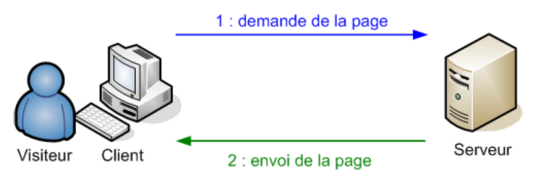 1 : demande de la page
Visiteur
Client
Serveur
2 : envoi de la page